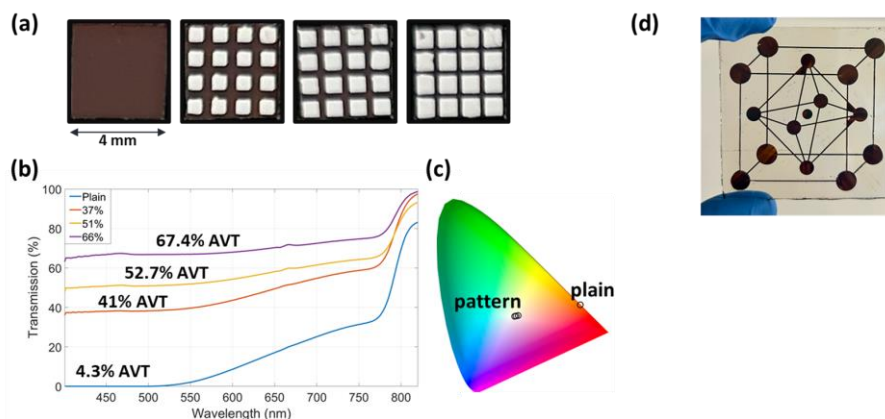 (a)
4 mm
(b)
Transmission (%)
100
80
60
40
20
0
Plain
37%
51%
66%
67.4% AVT
52.7% AVT
41% AVT
4.3% AVT
450 500 550 600 650 700 750 800
Wavelength (nm)
(c)
pattern
plain
(d)